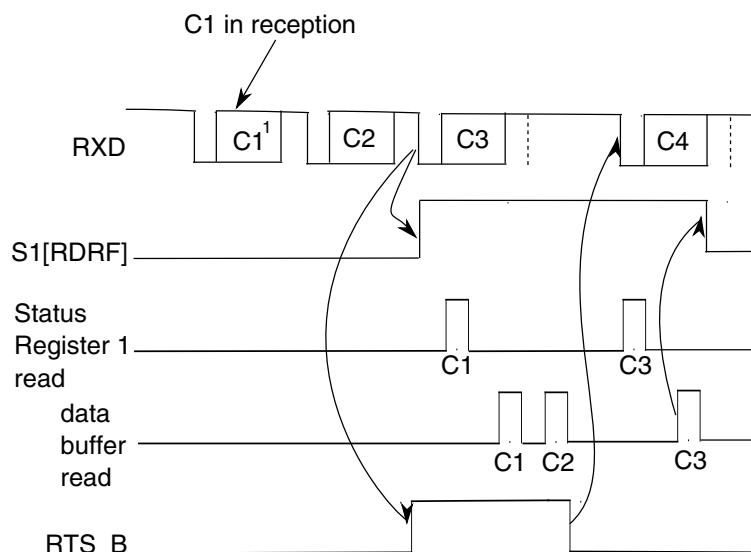 C1 in reception
RXD
C1 1
C2
C3
C4
S1[RDRF]
Status
Register 1
read
C1
C3
data
buffer
read
C1
C2
C3
RTS_B